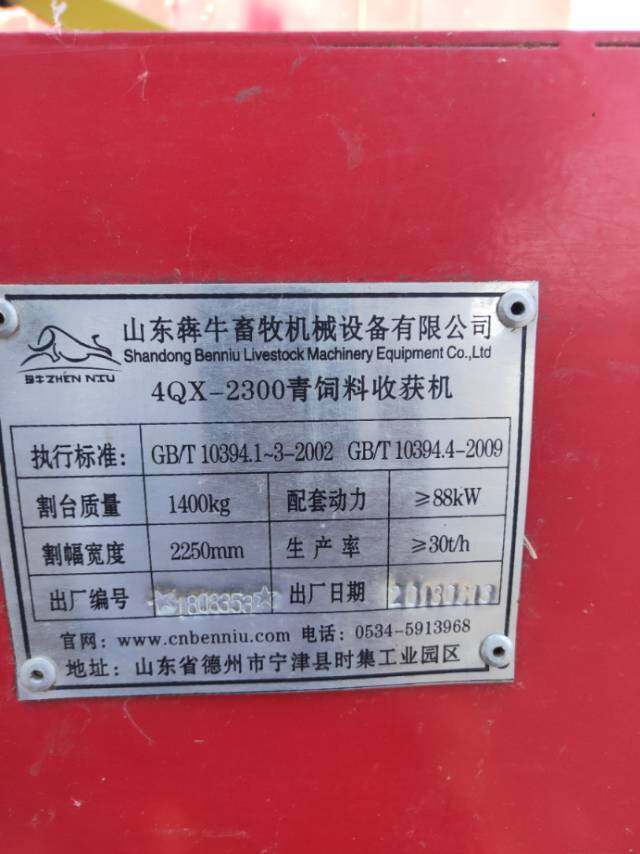 山东犇牛畜牧机械设备有限公司
Shandong Benniu Livestock Machinery Equipment Co.,Ltd
ZHEN NIU
4QX-2300青饲料收获机
执行标准: GB/T 10394.1~3-2002 GB/T 10394.4-2009
割台质量 1400kg 配套动力 ≥88kW
割幅宽度 2250mm 生产率 ≥30t/h
出厂编号 出厂日期
官网: www.cnbenniu.com 电话: 0534-5913968
地址: 山东省德州市宁津县时集工业园区